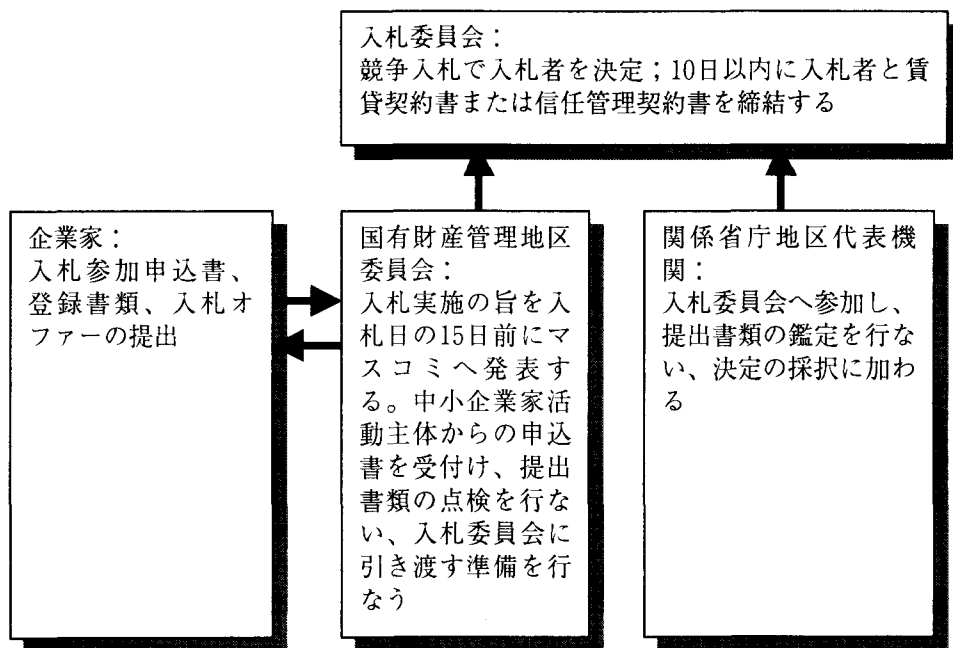 入札委員会：
競争入札で入札者を決定；10日以内に入札者と賃
貸契約書または信任管理契約書を締結する
企業家：
入札参加申込書、
登録書類、入札オ
ファーの提出
国有財産管理地区
委員会：
入札実施の旨を入
札日の15日前にマ
スコミへ発表す
る。中小企業家活
動主体からの申込
書を受付け、提出
書類の点検を行な
い、入札委員会に
引き渡す準備を行
なう
関係省庁地区代表機
関：
入札委員会へ参加し、
提出書類の鑑定を行な
い、決定の採択に加わ
る